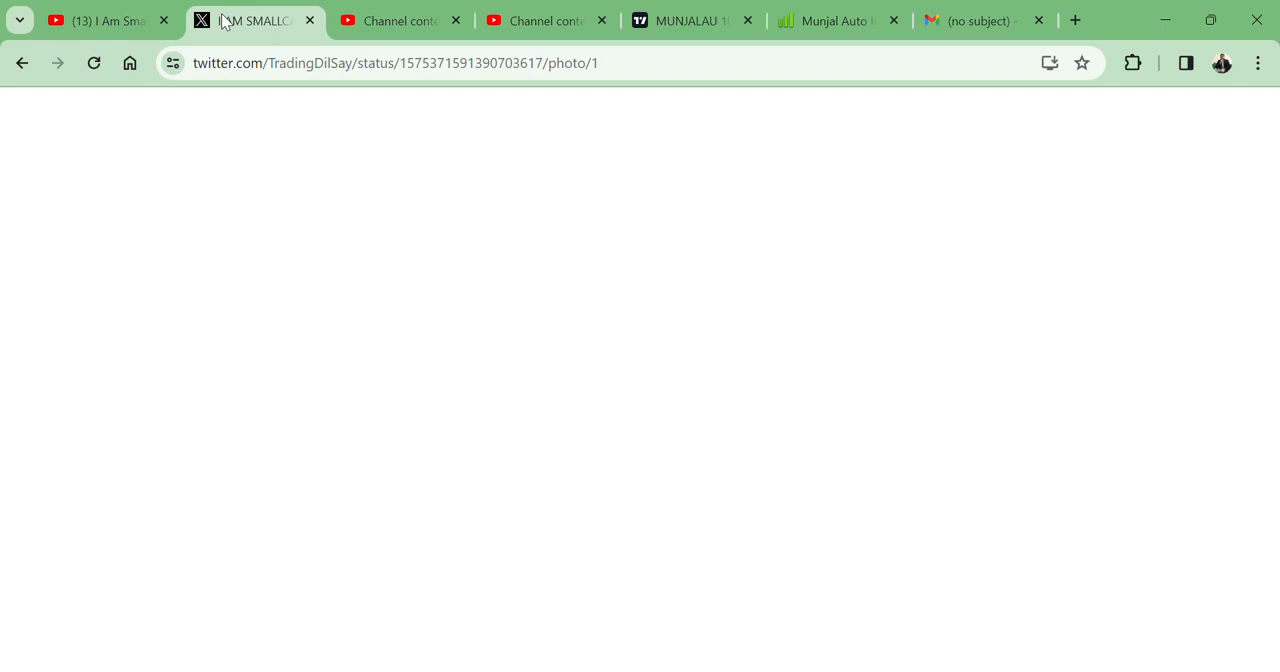 (13) I Am Sma
I AM SMALLC
Channel conte
Channel conte
MUNJALAU 10
Munjal Auto I
(no subject) -
twitter.com/TradingDilSay/status/1575371591390703617/photo/1